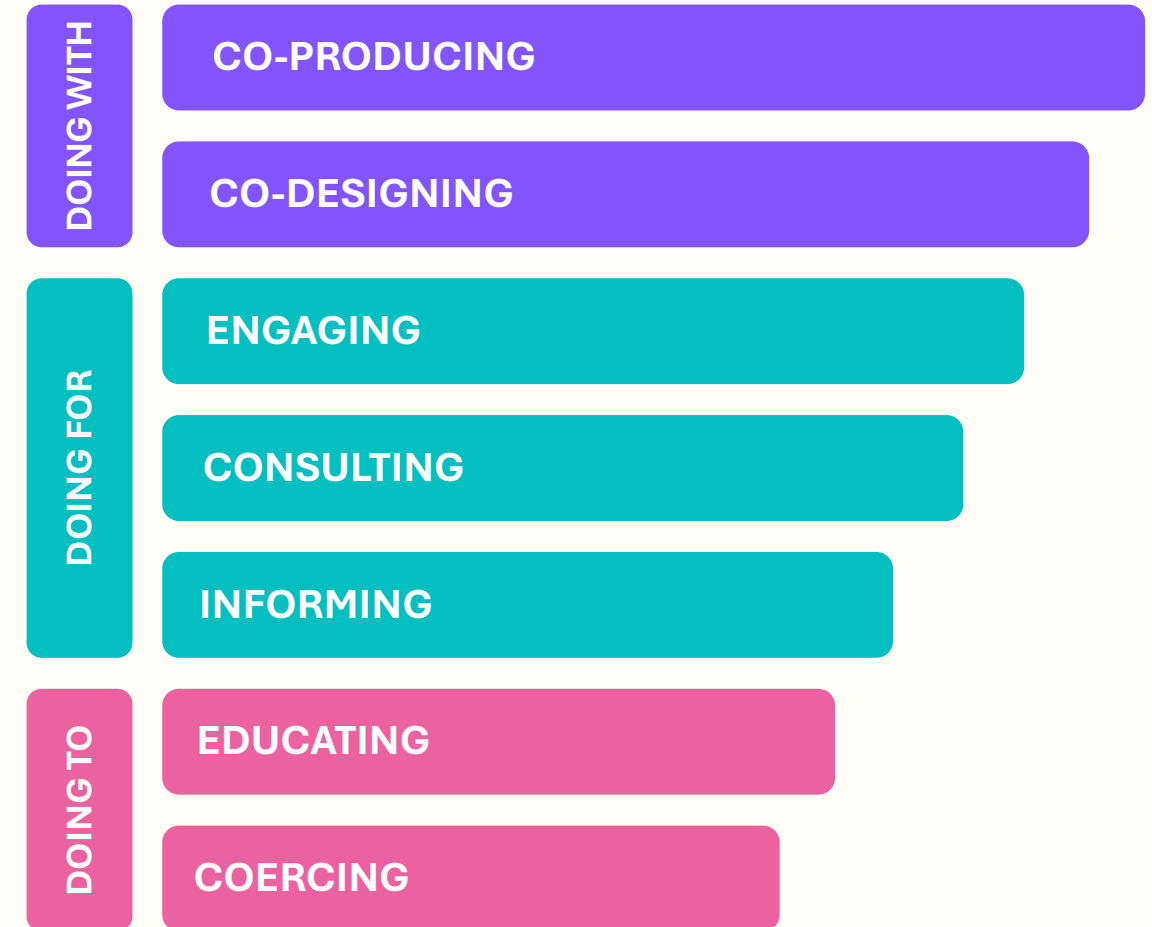 DOING WITH
CO-PRODUCING
CO-DESIGNING
DOING FOR
ENGAGING
CONSULTING
INFORMING
DOING TO
EDUCATING
COERCING